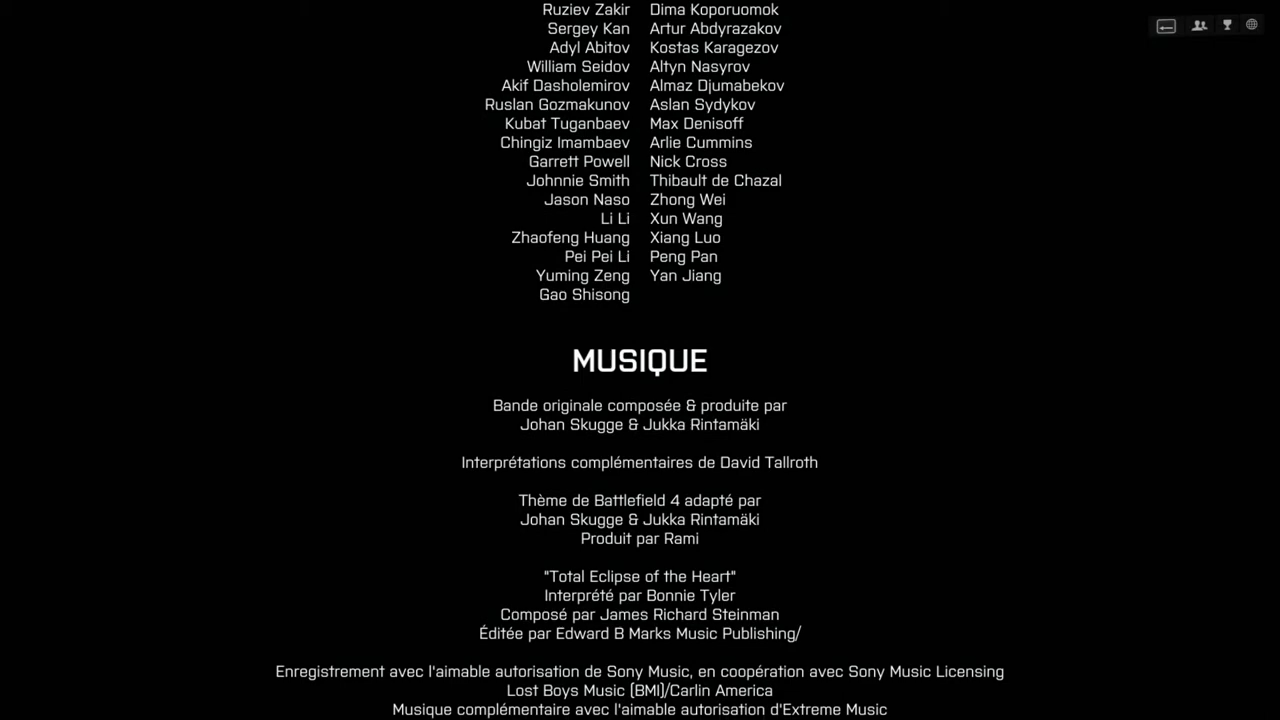 Ruziev Zakir Dima Koporuomok
Sergey Kan Artur Abdyrazakov
Adyl Abitov Kostas Karagezov
William Seidov Altyn Nasyrov
Akif Dasholemirov Almaz Djumabekov
Ruslan Gozmakunov Aslan Sydykov
Kubat Tuganbaev Max Denisoff
Chingiz Imambaev Arlie Cummins
Garrett Powell Nick Cross
Johnnie Smith Thibault de Chazal
Jason Naso Zhong Wei
Li Li Xun Wang
Zhaofeng Huang Xiang Luo
Pei Pei Li Peng Pan
Yuming Zeng Yan Jiang
Gao Shisong
MUSIQUE
Bande originale composée & produite par
Johan Skugge & Jukka Rintamäki
Interprétations complémentaires de David Tallroth
Thème de Battlefield 4 adapté par
Johan Skugge & Jukka Rintamäki
Produit par Rami
"Total Eclipse of the Heart"
Interprété par Bonnie Tyler
Composé par James Richard Steinman
Éditée par Edward B Marks Music Publishing/
Enregistrement avec l'aimable autorisation de Sony Music, en coopération avec Sony Music Licensing
Lost Boys Music (BMI)/Carlin America
Musique complémentaire avec l'aimable autorisation d'Extreme Music